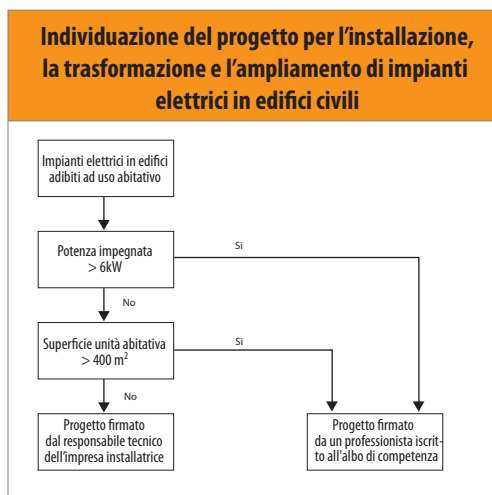 Individuazione del progetto per l'installazione,
la trasformazione e l'ampliamento di impianti
elettrici in edifici civili
Impianti elettrici in edifici
adibiti ad uso abitativo
Potenza impegnata
> 6kW
Si
No
Superficie unità abitativa
> 400 m²
Si
No
Progetto firmato
dal responsabile tecnico
dell'impresa installatrice
Progetto firmato
da un professionista iscrit-
to all'albo di competenza